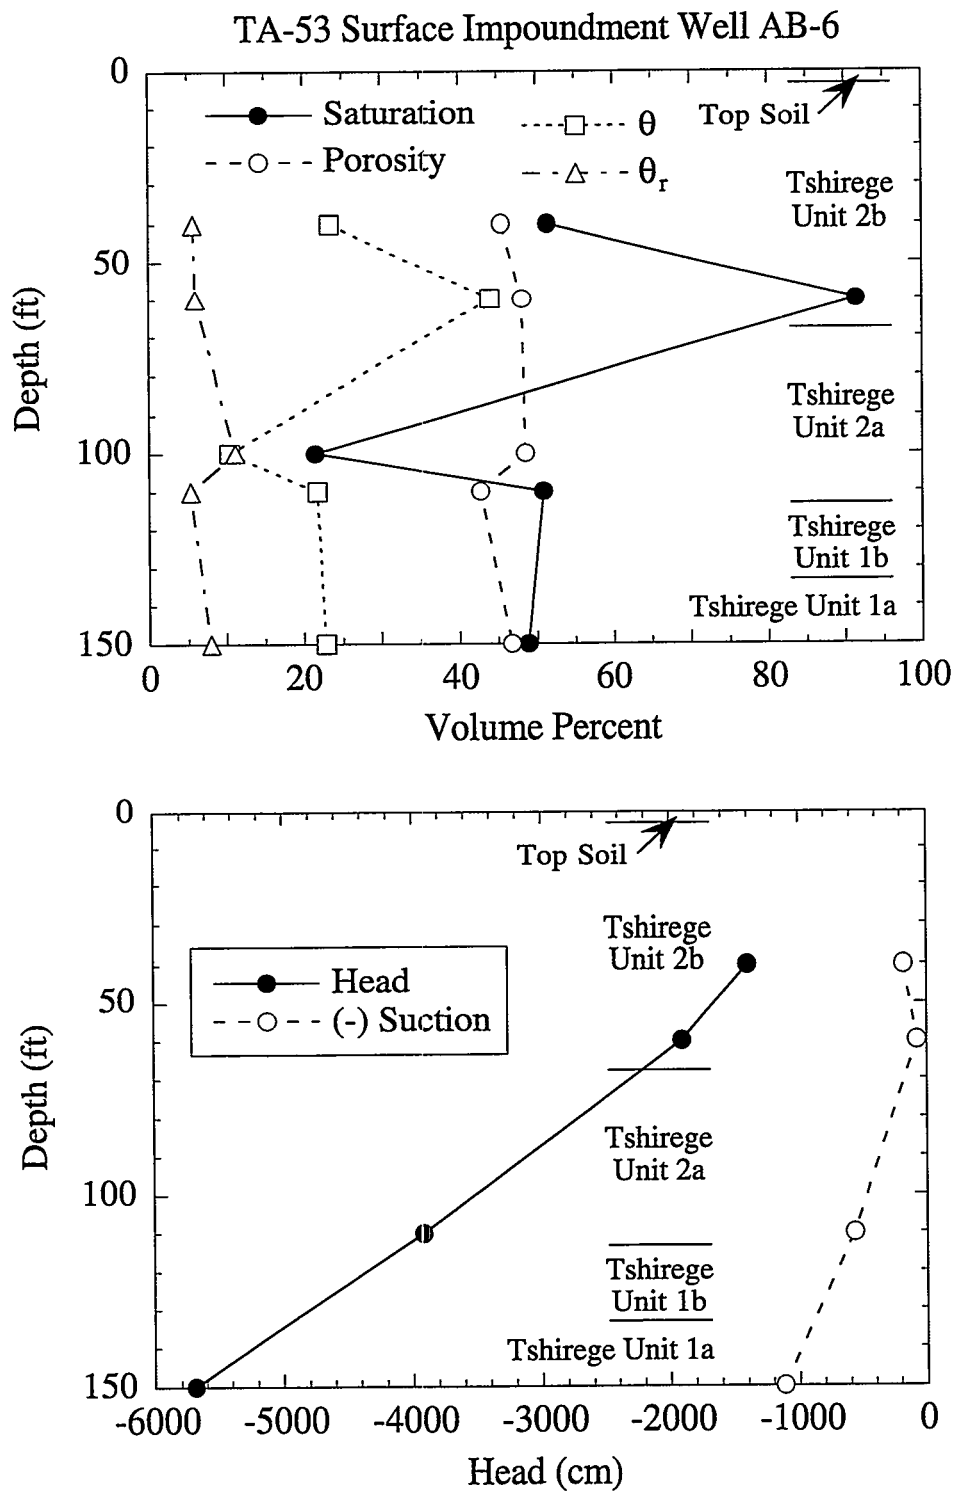 TA-53 Surface Impoundment Well AB-6
0
Saturation
θ
Top Soil
Porosity
θr
Tshirege
Unit 2b
50
Depth (ft)
Tshirege
Unit 2a
100
Tshirege
Unit 1b
Tshirege Unit 1a
150
0 20 40 60 80 100
Volume Percent
0
Top Soil
Tshirege
Unit 2b
Head
(-) Suction
50
Depth (ft)
Tshirege
Unit 2a
100
Tshirege
Unit 1b
Tshirege Unit 1a
150
-6000 -5000 -4000 -3000 -2000 -1000 0
Head (cm)